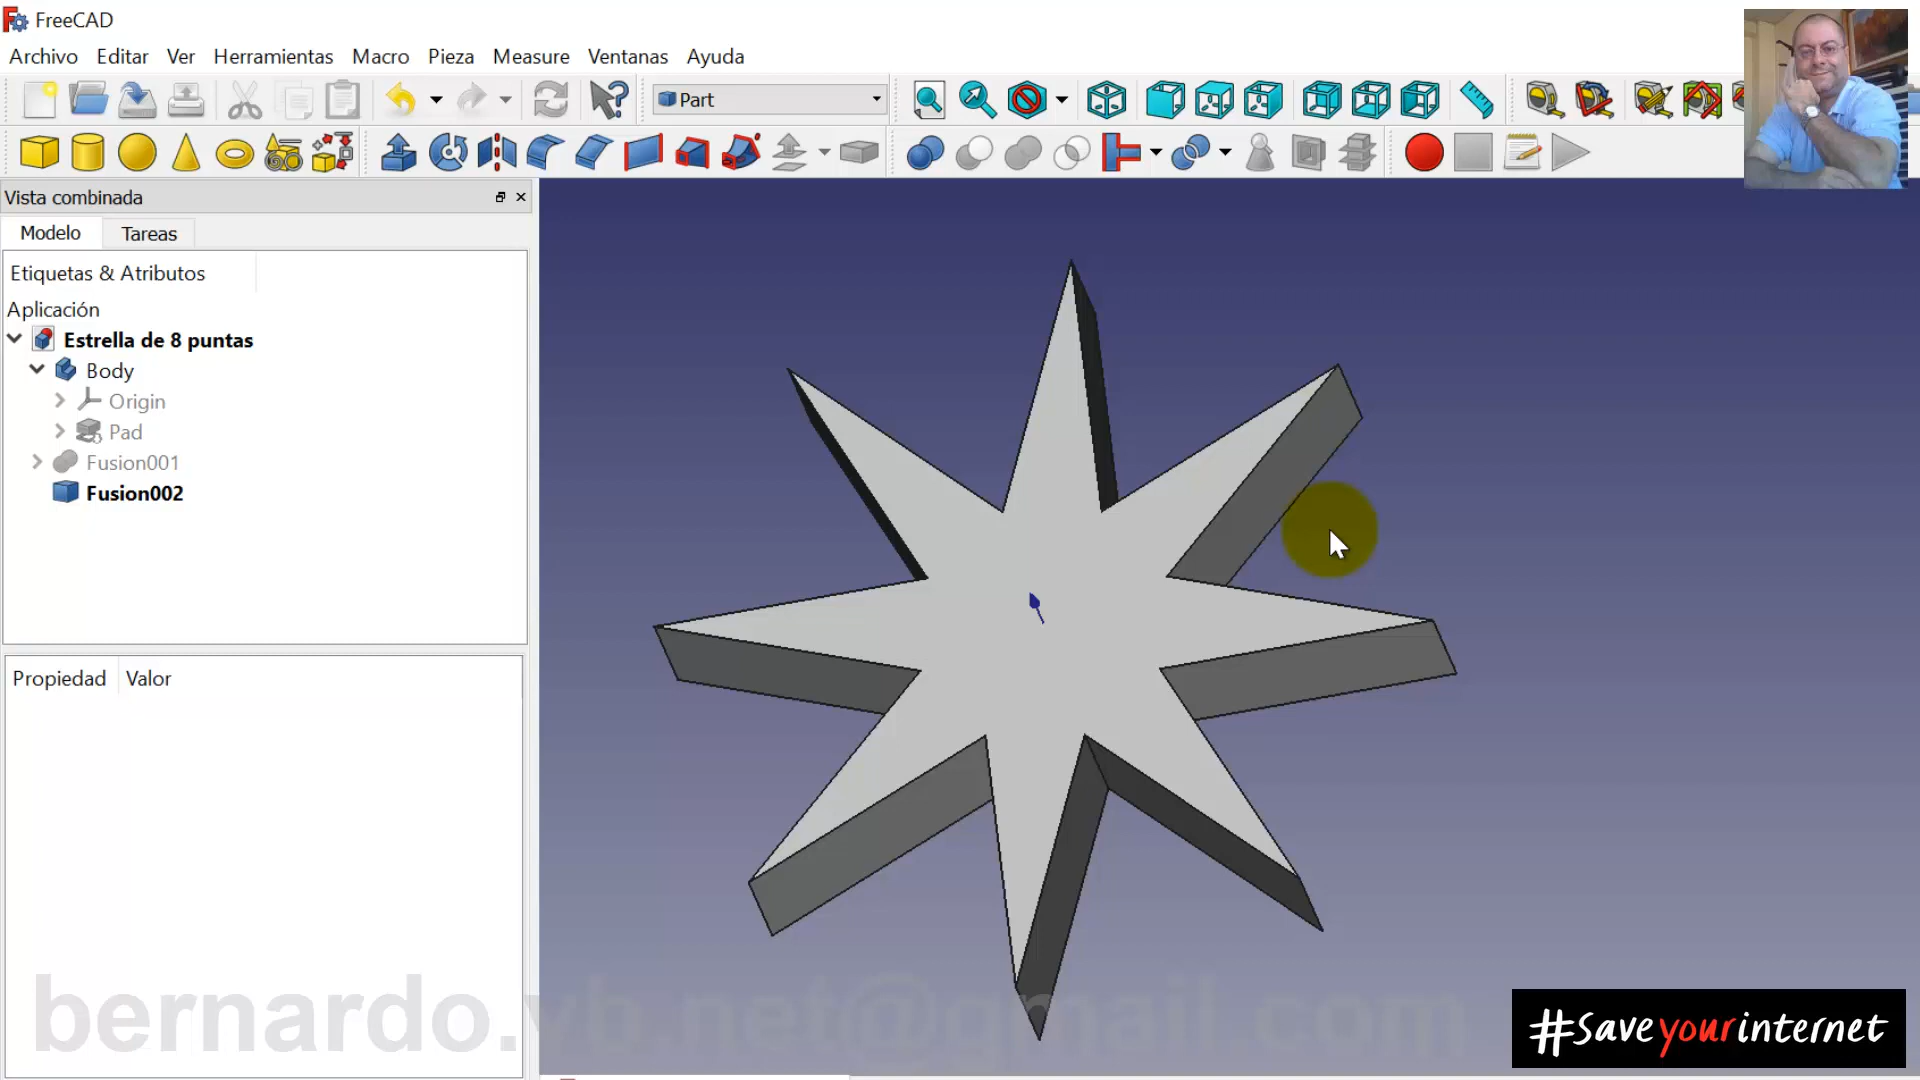 FreeCAD
Archivo Editar Ver Herramientas Macro Pieza Measure Ventanas Ayuda
Part
Vista combinada
Modelo Tareas
Etiquetas & Atributos
Aplicación
Estrella de 8 puntas
Body
Origin
Pad
Fusion001
Fusion002
Propiedad Valor
bernardo.vb.net@gmail.com
#Saveyourinternet